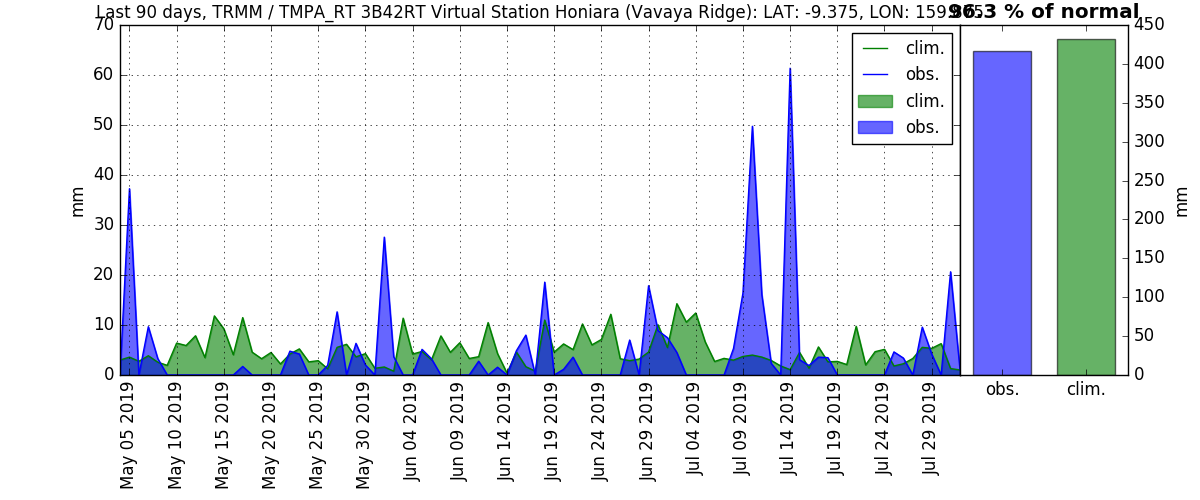 Last 90 days, TRMM / TMPA_RT 3B42RT Virtual Station Honiara (Vavaya Ridge): LAT: -9.375, LON: 159.875
96.3 % of normal
70
60
50
40
30
20
10
0
mm
clim.
obs.
clim.
obs.
450
400
350
300
250
200
150
100
50
0
mm
obs.
clim.
May 05 2019
May 10 2019
May 15 2019
May 20 2019
May 25 2019
May 30 2019
Jun 04 2019
Jun 09 2019
Jun 14 2019
Jun 19 2019
Jun 24 2019
Jun 29 2019
Jul 04 2019
Jul 09 2019
Jul 14 2019
Jul 19 2019
Jul 24 2019
Jul 29 2019